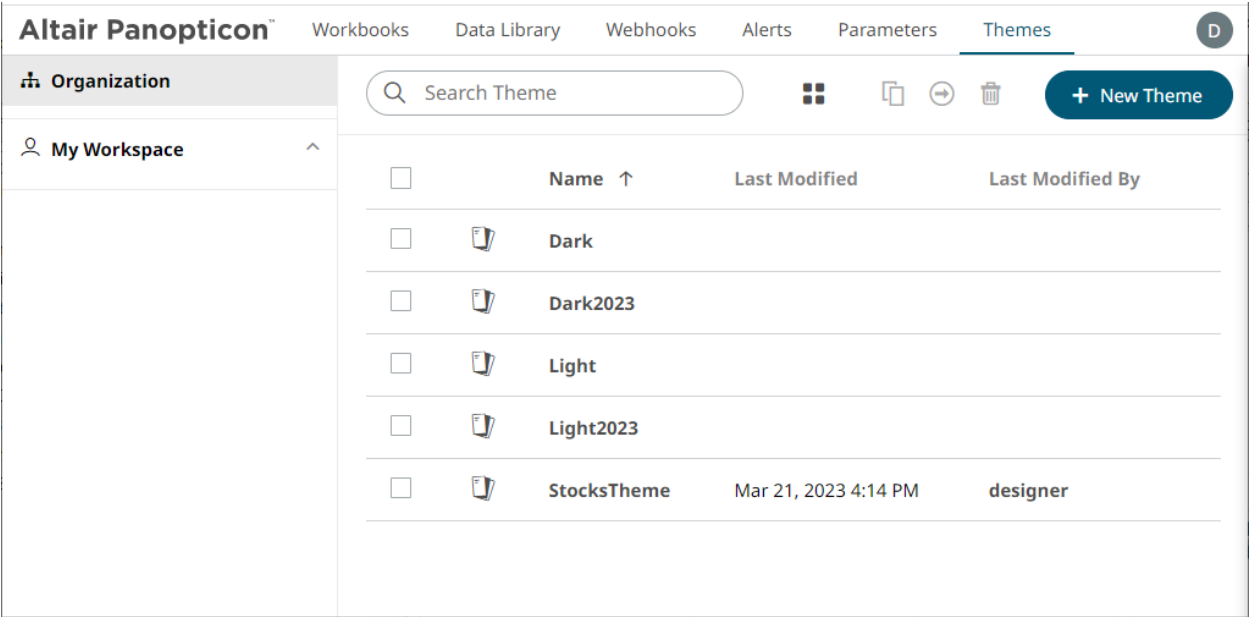 Altair Panopticon™ Workbooks Data Library Webhooks Alerts Parameters Themes D
Organization
Search Theme
+ New Theme
My Workspace
Name ↑ Last Modified Last Modified By
Dark
Dark2023
Light
Light2023
StocksTheme Mar 21, 2023 4:14 PM designer